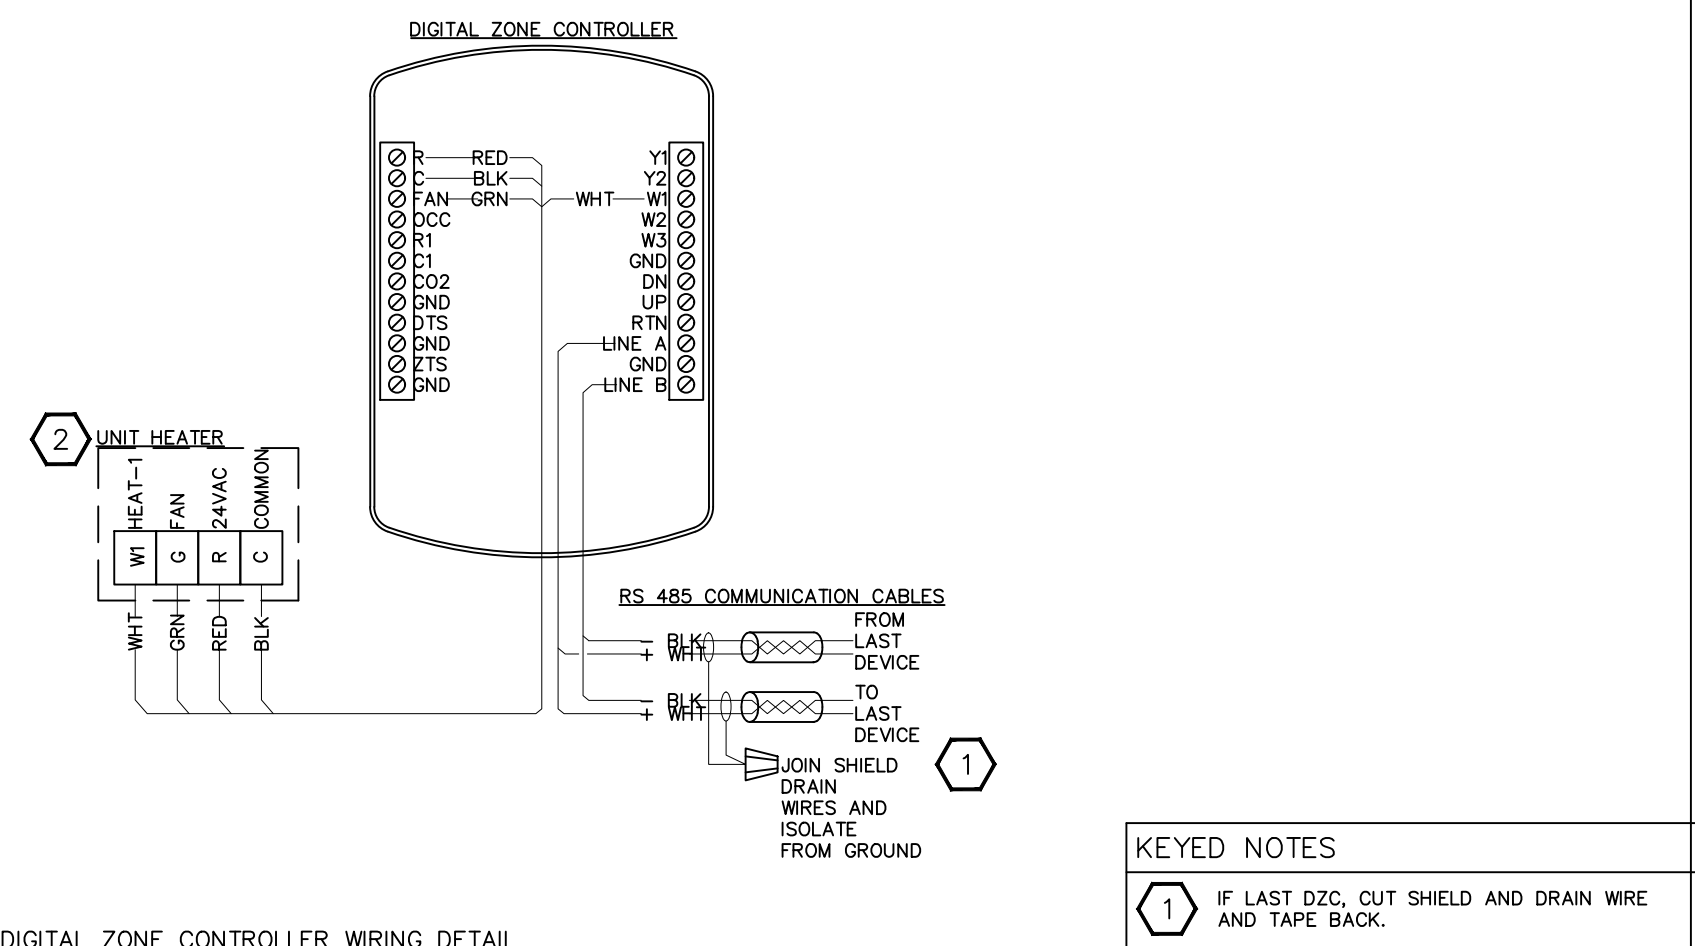 DIGITAL ZONE CONTROLLER
R RED
C BLK
FAN GRN
OCC
R1
C1
CO2
GND
DTS
GND
ZTS
GND
Y1
Y2
WHT W1
W2
W3
GND
DN
UP
RTN
LINE A
GND
LINE B
2 UNIT HEATER
HEAT-1
FAN
24VAC
COMMON
W1
G
R
C
WHT
GRN
RED
BLK
RS 485 COMMUNICATION CABLES
- BLK
+ WHT
FROM
LAST
DEVICE
- BLK
+ WHT
TO
LAST
DEVICE
JOIN SHIELD
DRAIN
WIRES AND
ISOLATE
FROM GROUND
1
KEYED NOTES
1 IF LAST DZC, CUT SHIELD AND DRAIN WIRE
AND TAPE BACK.
DIGITAL ZONE CONTROLLER WIRING DETAIL